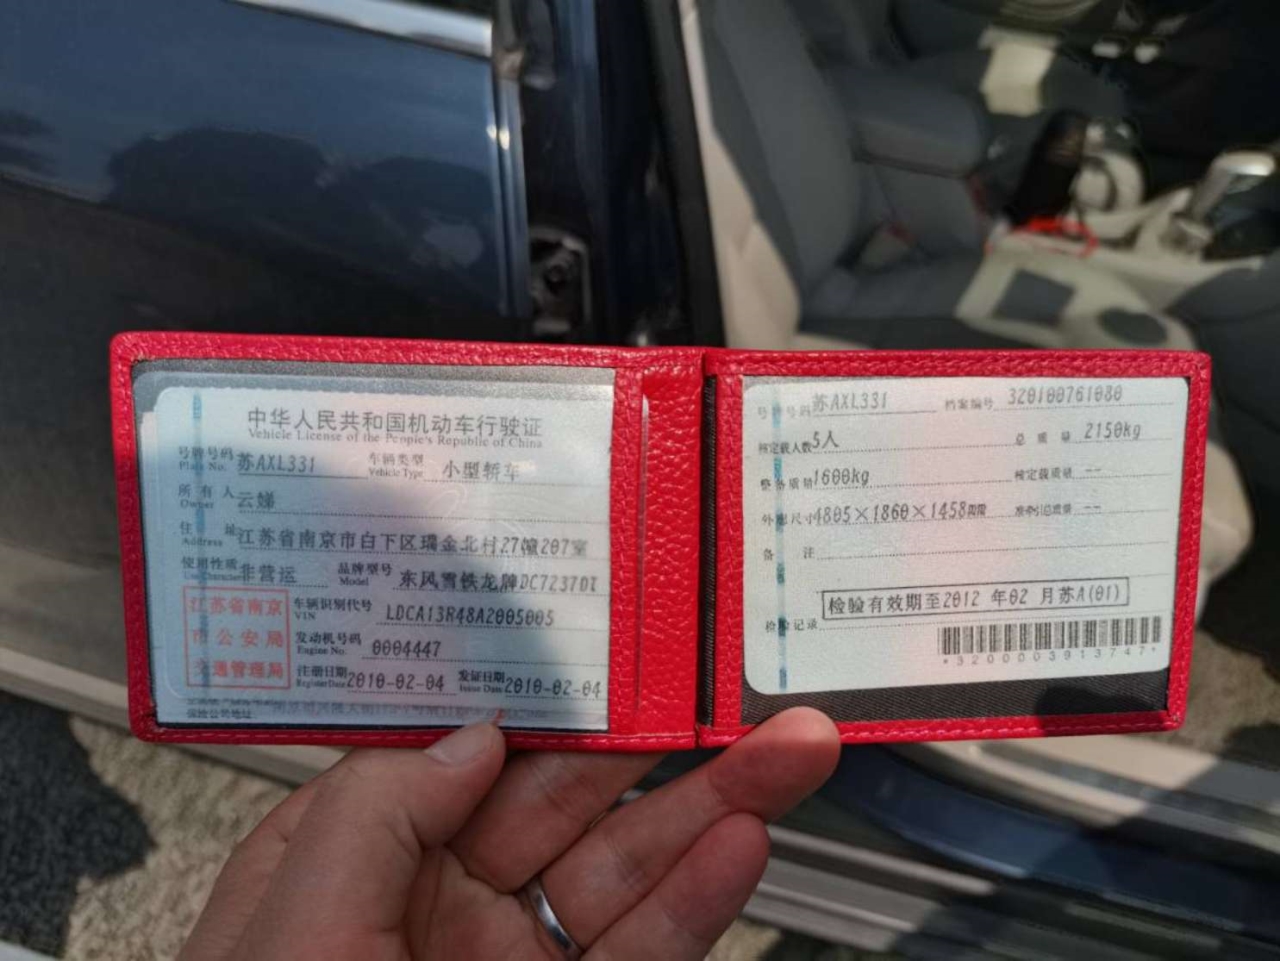 中华人民共和国机动车行驶证
Vehicle License of the People's Republic of China
号牌号码 苏AXL331 车辆类型 小型轿车
Plate No. Vehicle Type
所有人 云娣
Owner
住址 江苏省南京市白下区瑞金北村27幢207室
Address
使用性质 非营运 品牌型号 东风雪铁龙牌DC7237DT
Use Character Model
江苏省南京
市公安局
交通管理局
车辆识别代号 LDCA13R48A2005005
VIN
发动机号码 0004447
Engine No.
注册日期 2010-02-04 发证日期 2010-02-04
Register Date Issue Date
保险公司地址
号牌号码 苏AXL331 档案编号 320100761080
核定载人数 5人 总质量 2150kg
整备质量 1600kg 核定载质量 --
外廓尺寸 4805×1860×1458 准牵引总质量 --
备注
检验有效期至2012 年02 月苏A(01)
检验记录
*3200003913747*